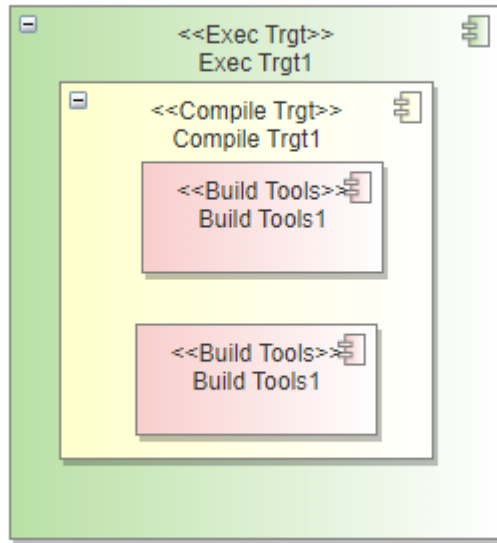 <<Exec Trgt>>
Exec Trgt1
<<Compile Trgt>>
Compile Trgt1
<<Build Tools>>
Build Tools1
<<Build Tools>>
Build Tools1